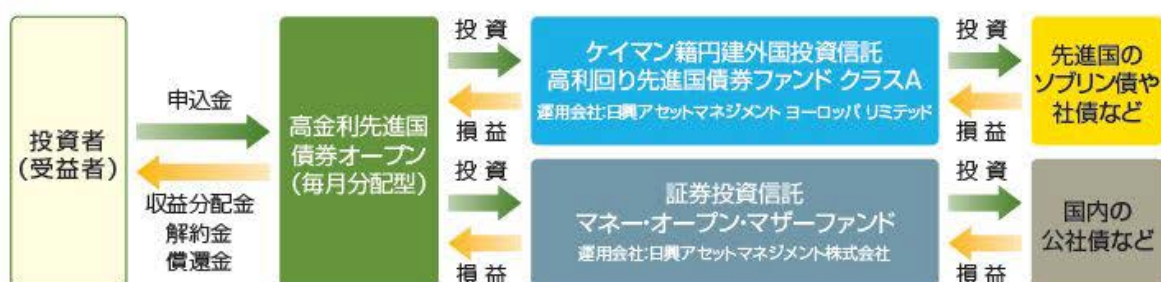 投資者
(受益者)
申込金
収益分配金
解約金
償還金
高金利先進国
債券オープン
(毎月分配型)
投資
損益
ケイマン籍円建外国投資信託
高利回り先進国債券ファンド クラスA
運用会社:日興アセットマネジメント ヨーロッパ リミテッド
投資
損益
先進国の
ソブリン債や
社債など
投資
損益
証券投資信託
マネー・オープン・マザーファンド
運用会社:日興アセットマネジメント株式会社
投資
損益
国内の
公社債など